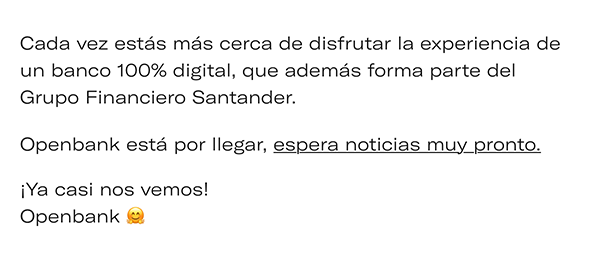 Cada vez estás más cerca de disfrutar la experiencia de
un banco 100% digital, que además forma parte del
Grupo Financiero Santander.
Openbank está por llegar, espera noticias muy pronto.
¡Ya casi nos vemos!
Openbank 🤗